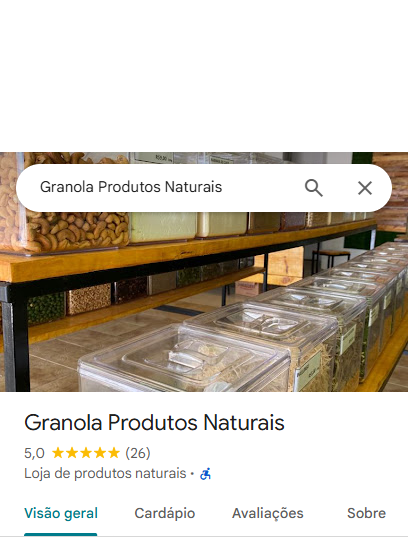 Granola Produtos Naturais
Granola Produtos Naturais
5,0 (26)
Loja de produtos naturais ·
Visão geral Cardápio Avaliações Sobre